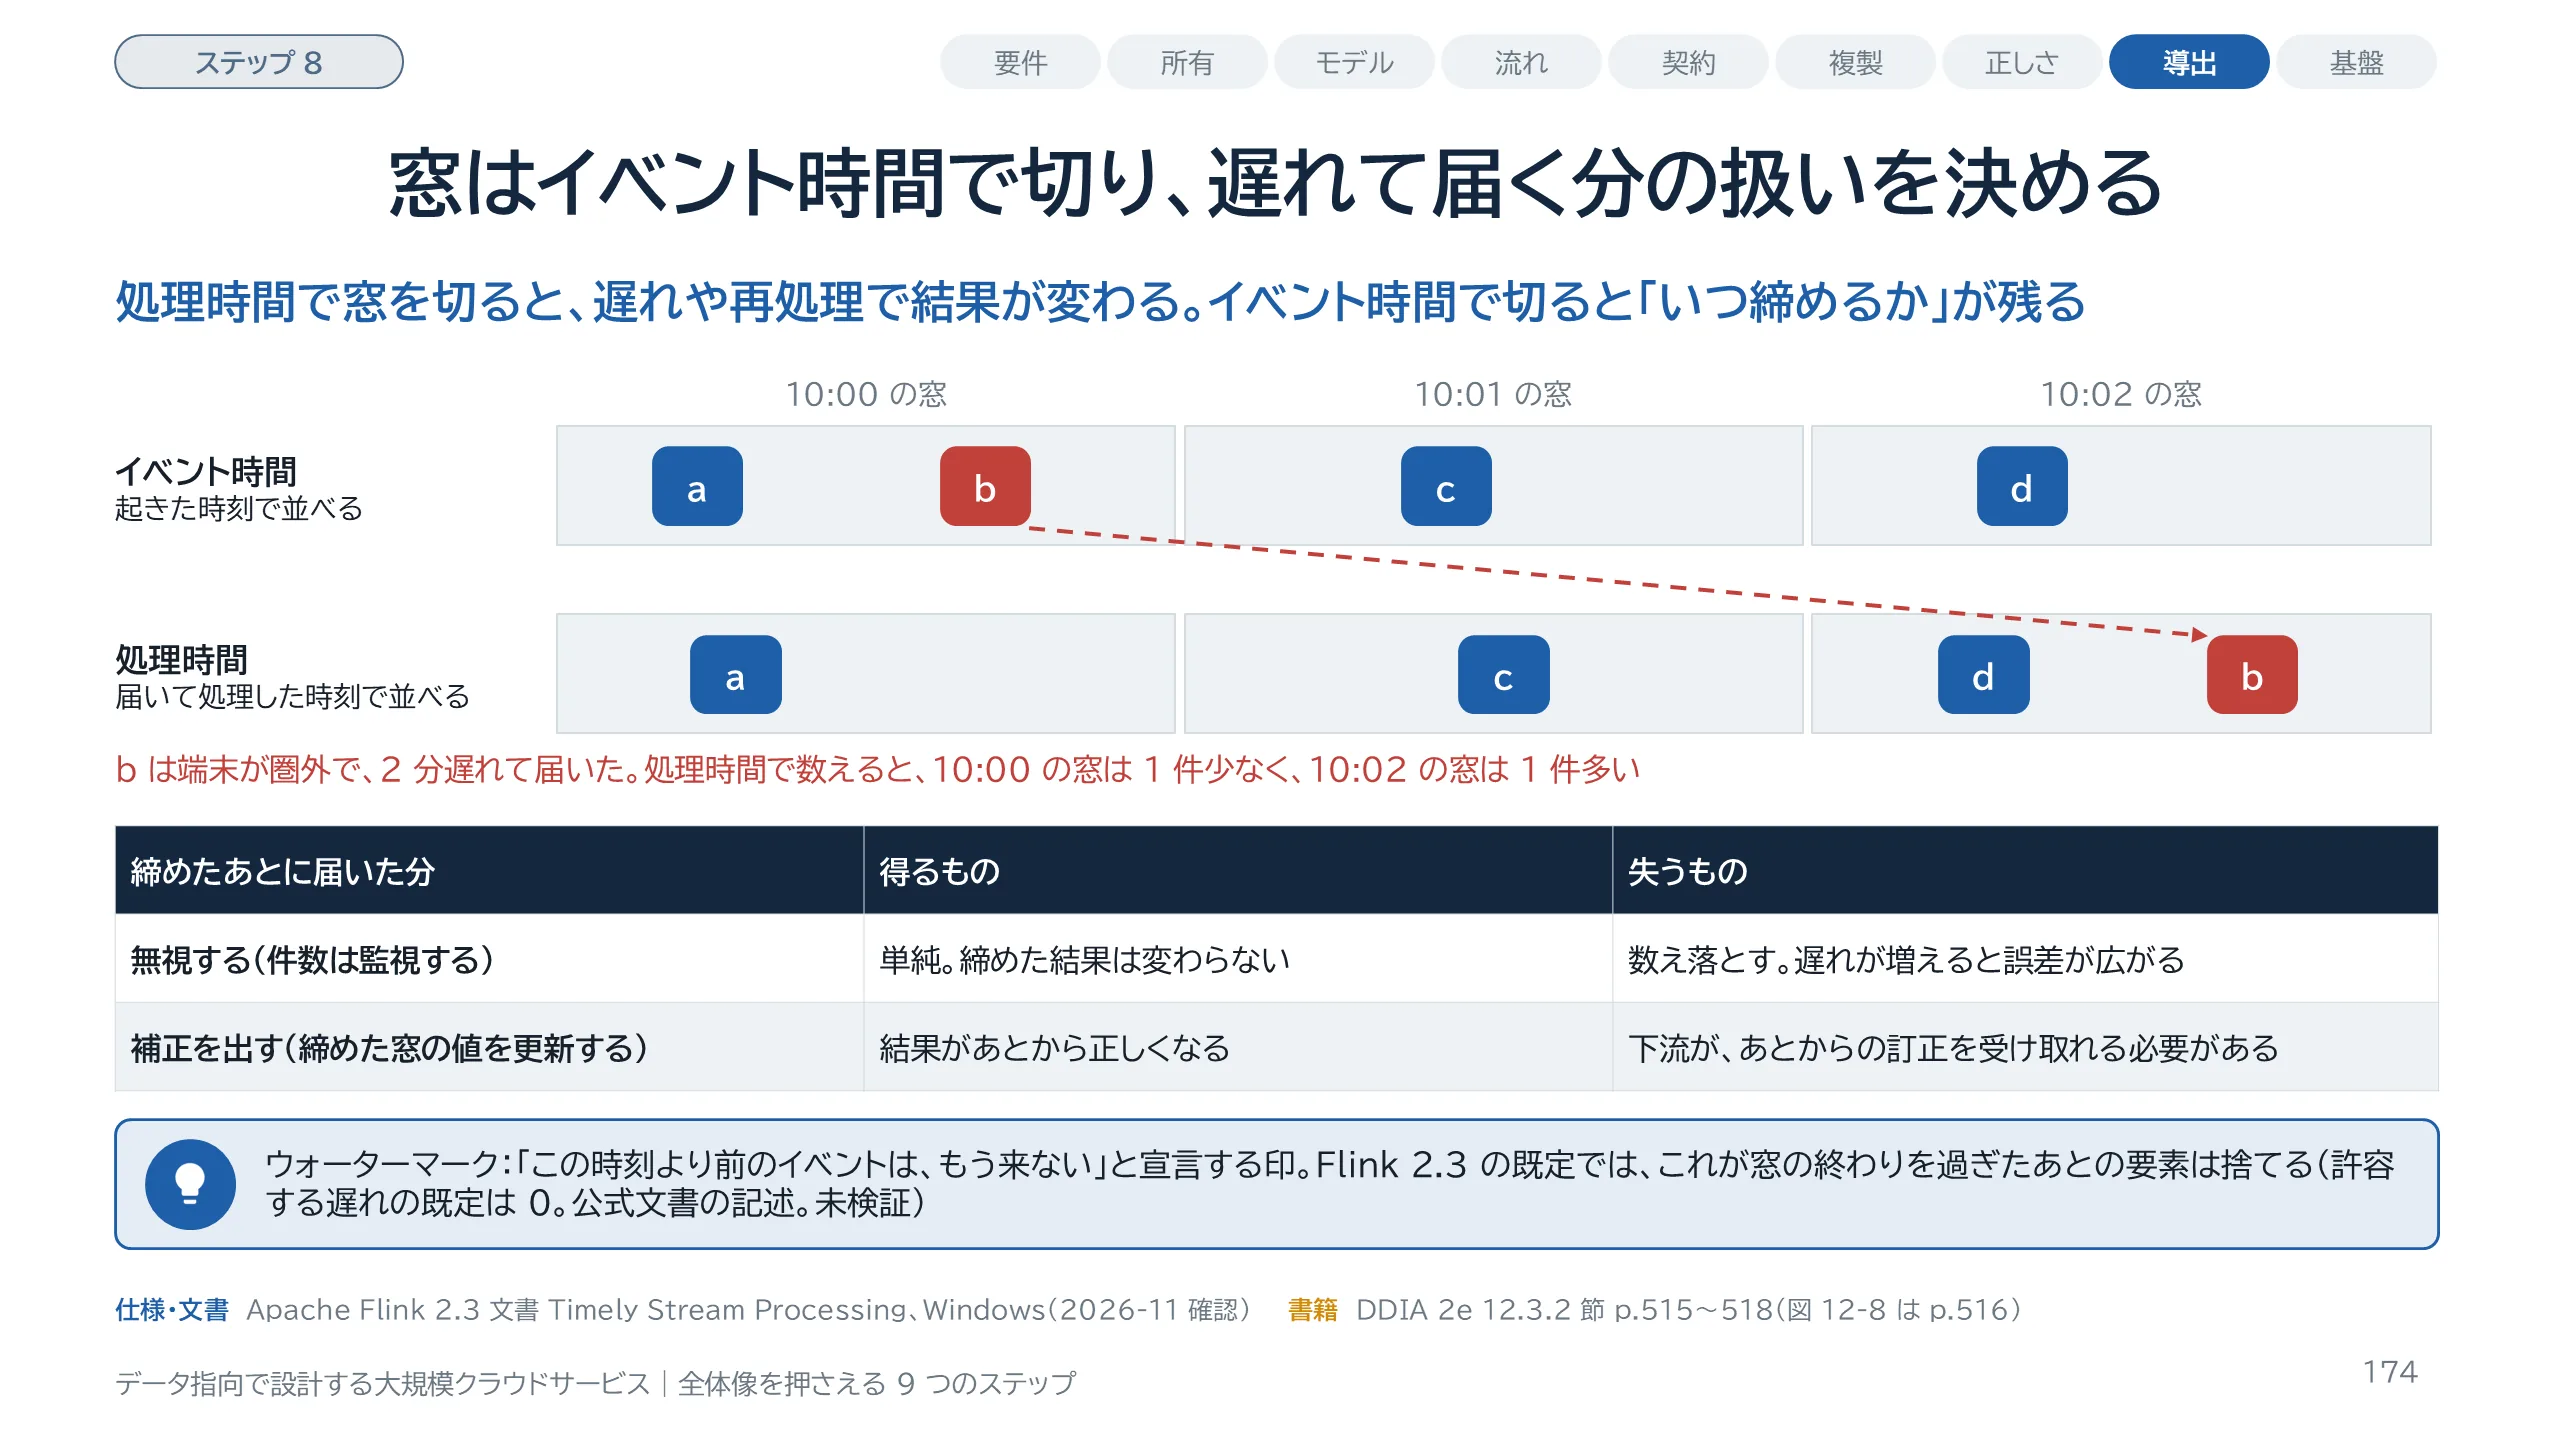 ステップ 8
要件
所有
モデル
流れ
契約
複製
正しさ
導出
基盤
窓はイベント時間で切り、遅れて届く分の扱いを決める
処理時間で窓を切ると、遅れや再処理で結果が変わる。イベント時間で切ると「いつ締めるか」が残る
10:00 の窓
10:01 の窓
10:02 の窓
イベント時間
起きた時刻で並べる
a
b
c
d
処理時間
届いて処理した時刻で並べる
a
c
d
b
b は端末が圏外で、2 分遅れて届いた。処理時間で数えると、10:00 の窓は 1 件少なく、10:02 の窓は 1 件多い
締めたあとに届いた分
得るもの
失うもの
無視する（件数は監視する）
単純。締めた結果は変わらない
数え落とす。遅れが増えると誤差が広がる
補正を出す（締めた窓の値を更新する）
結果があとから正しくなる
下流が、あとからの訂正を受け取れる必要がある
ウォーターマーク：「この時刻より前のイベントは、もう来ない」と宣言する印。Flink 2.3 の既定では、これが窓の終わりを過ぎたあとの要素は捨てる（許容
する遅れの既定は 0。公式文書の記述。未検証）
仕様・文書 Apache Flink 2.3 文書 Timely Stream Processing、Windows（2026-11 確認） 書籍 DDIA 2e 12.3.2 節 p.515～518（図 12-8 は p.516）
データ指向で設計する大規模クラウドサービス｜全体像を押さえる 9 つのステップ
174